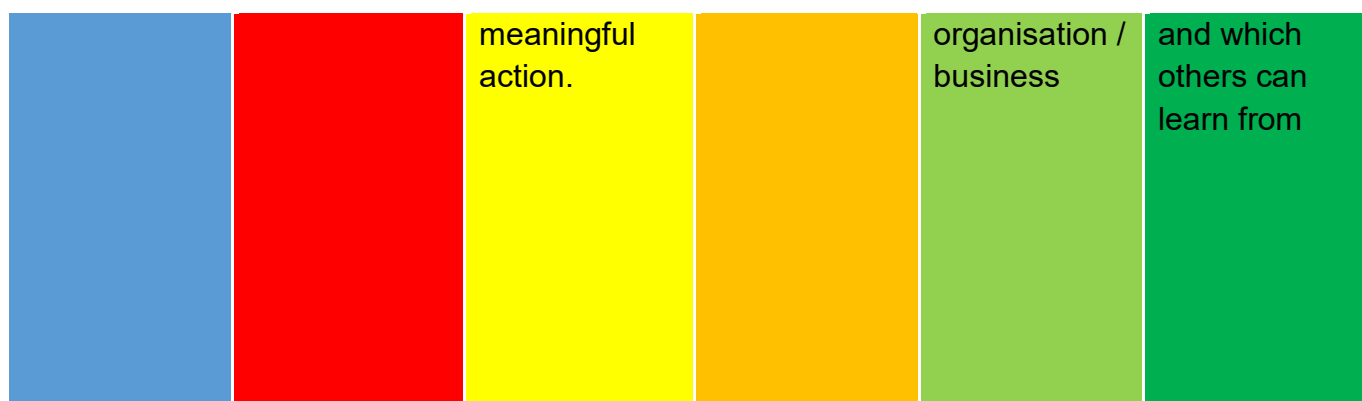 meaningful
action.
organisation /
business
and which
others can
learn from